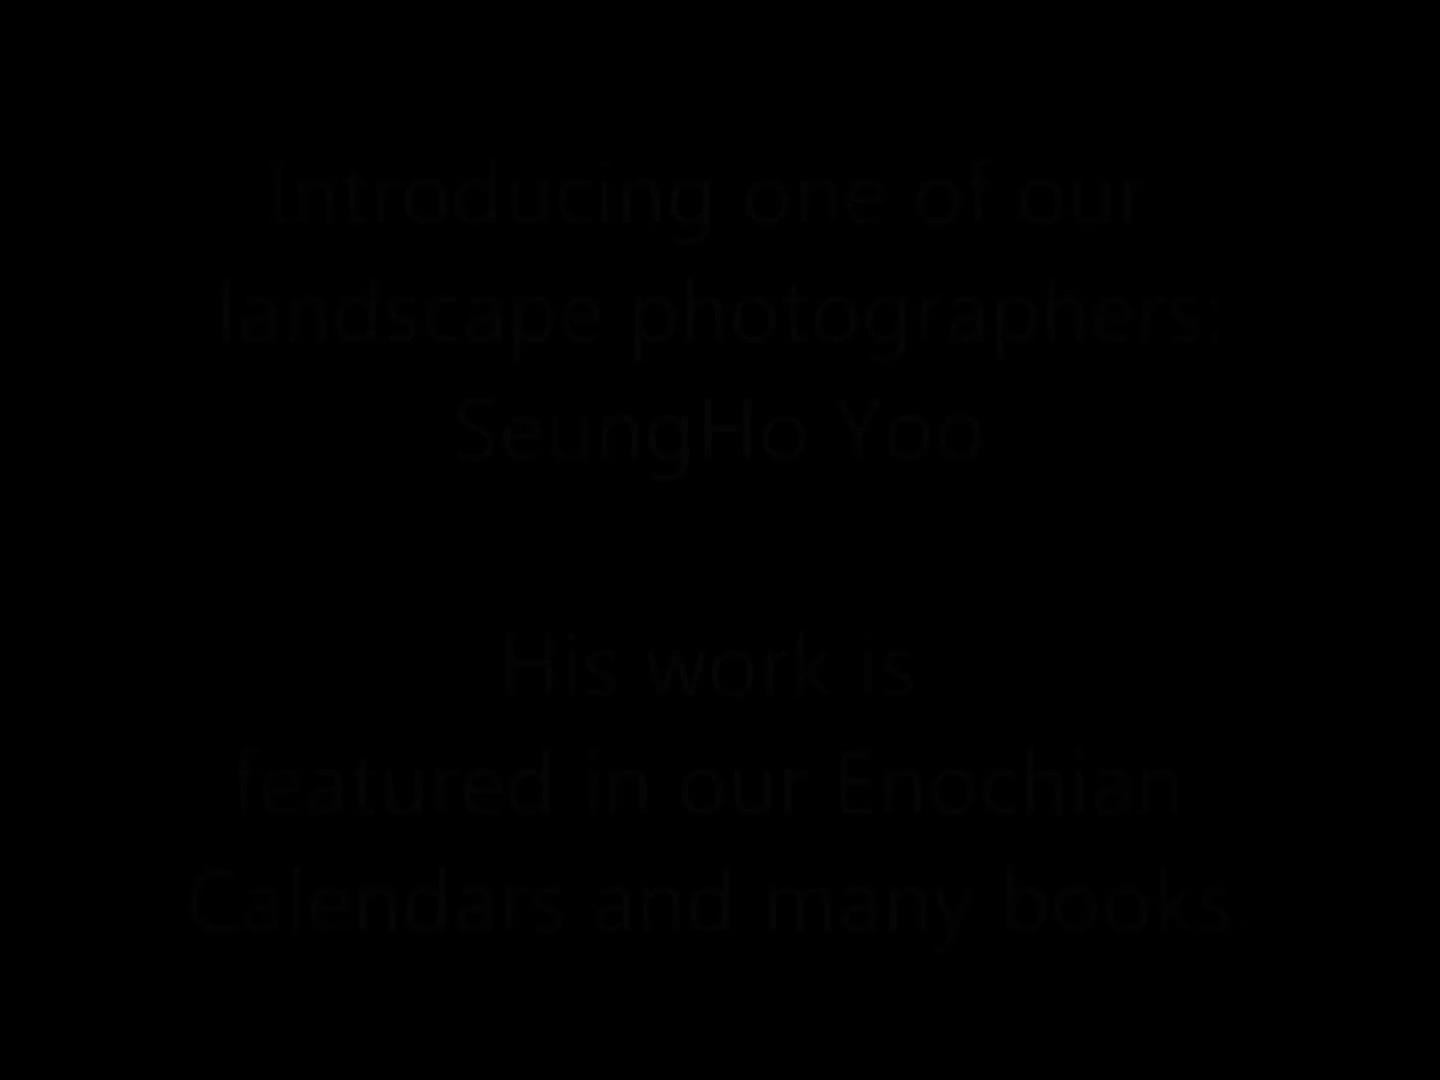 Introducing one of our
landscape photographers:
SeungHo Yoo
His work is
featured in our Enochian
Calendars and many books.